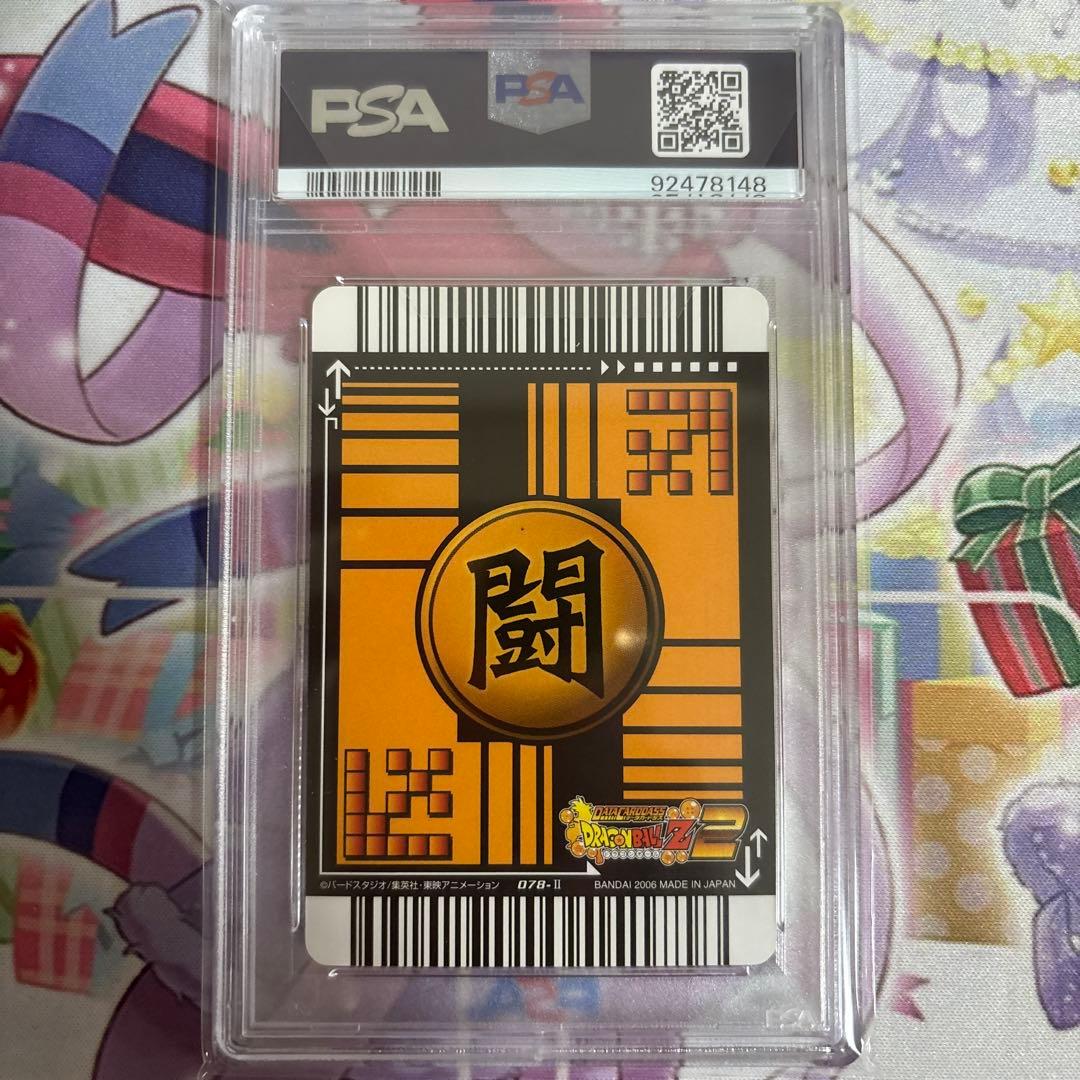 PSA
PSA
92478148
闘
DATA CARDDASS
DRAGON BALL Z 2
©バードスタジオ/集英社・東映アニメーション 078-II BANDAI 2006 MADE IN JAPAN
PSA